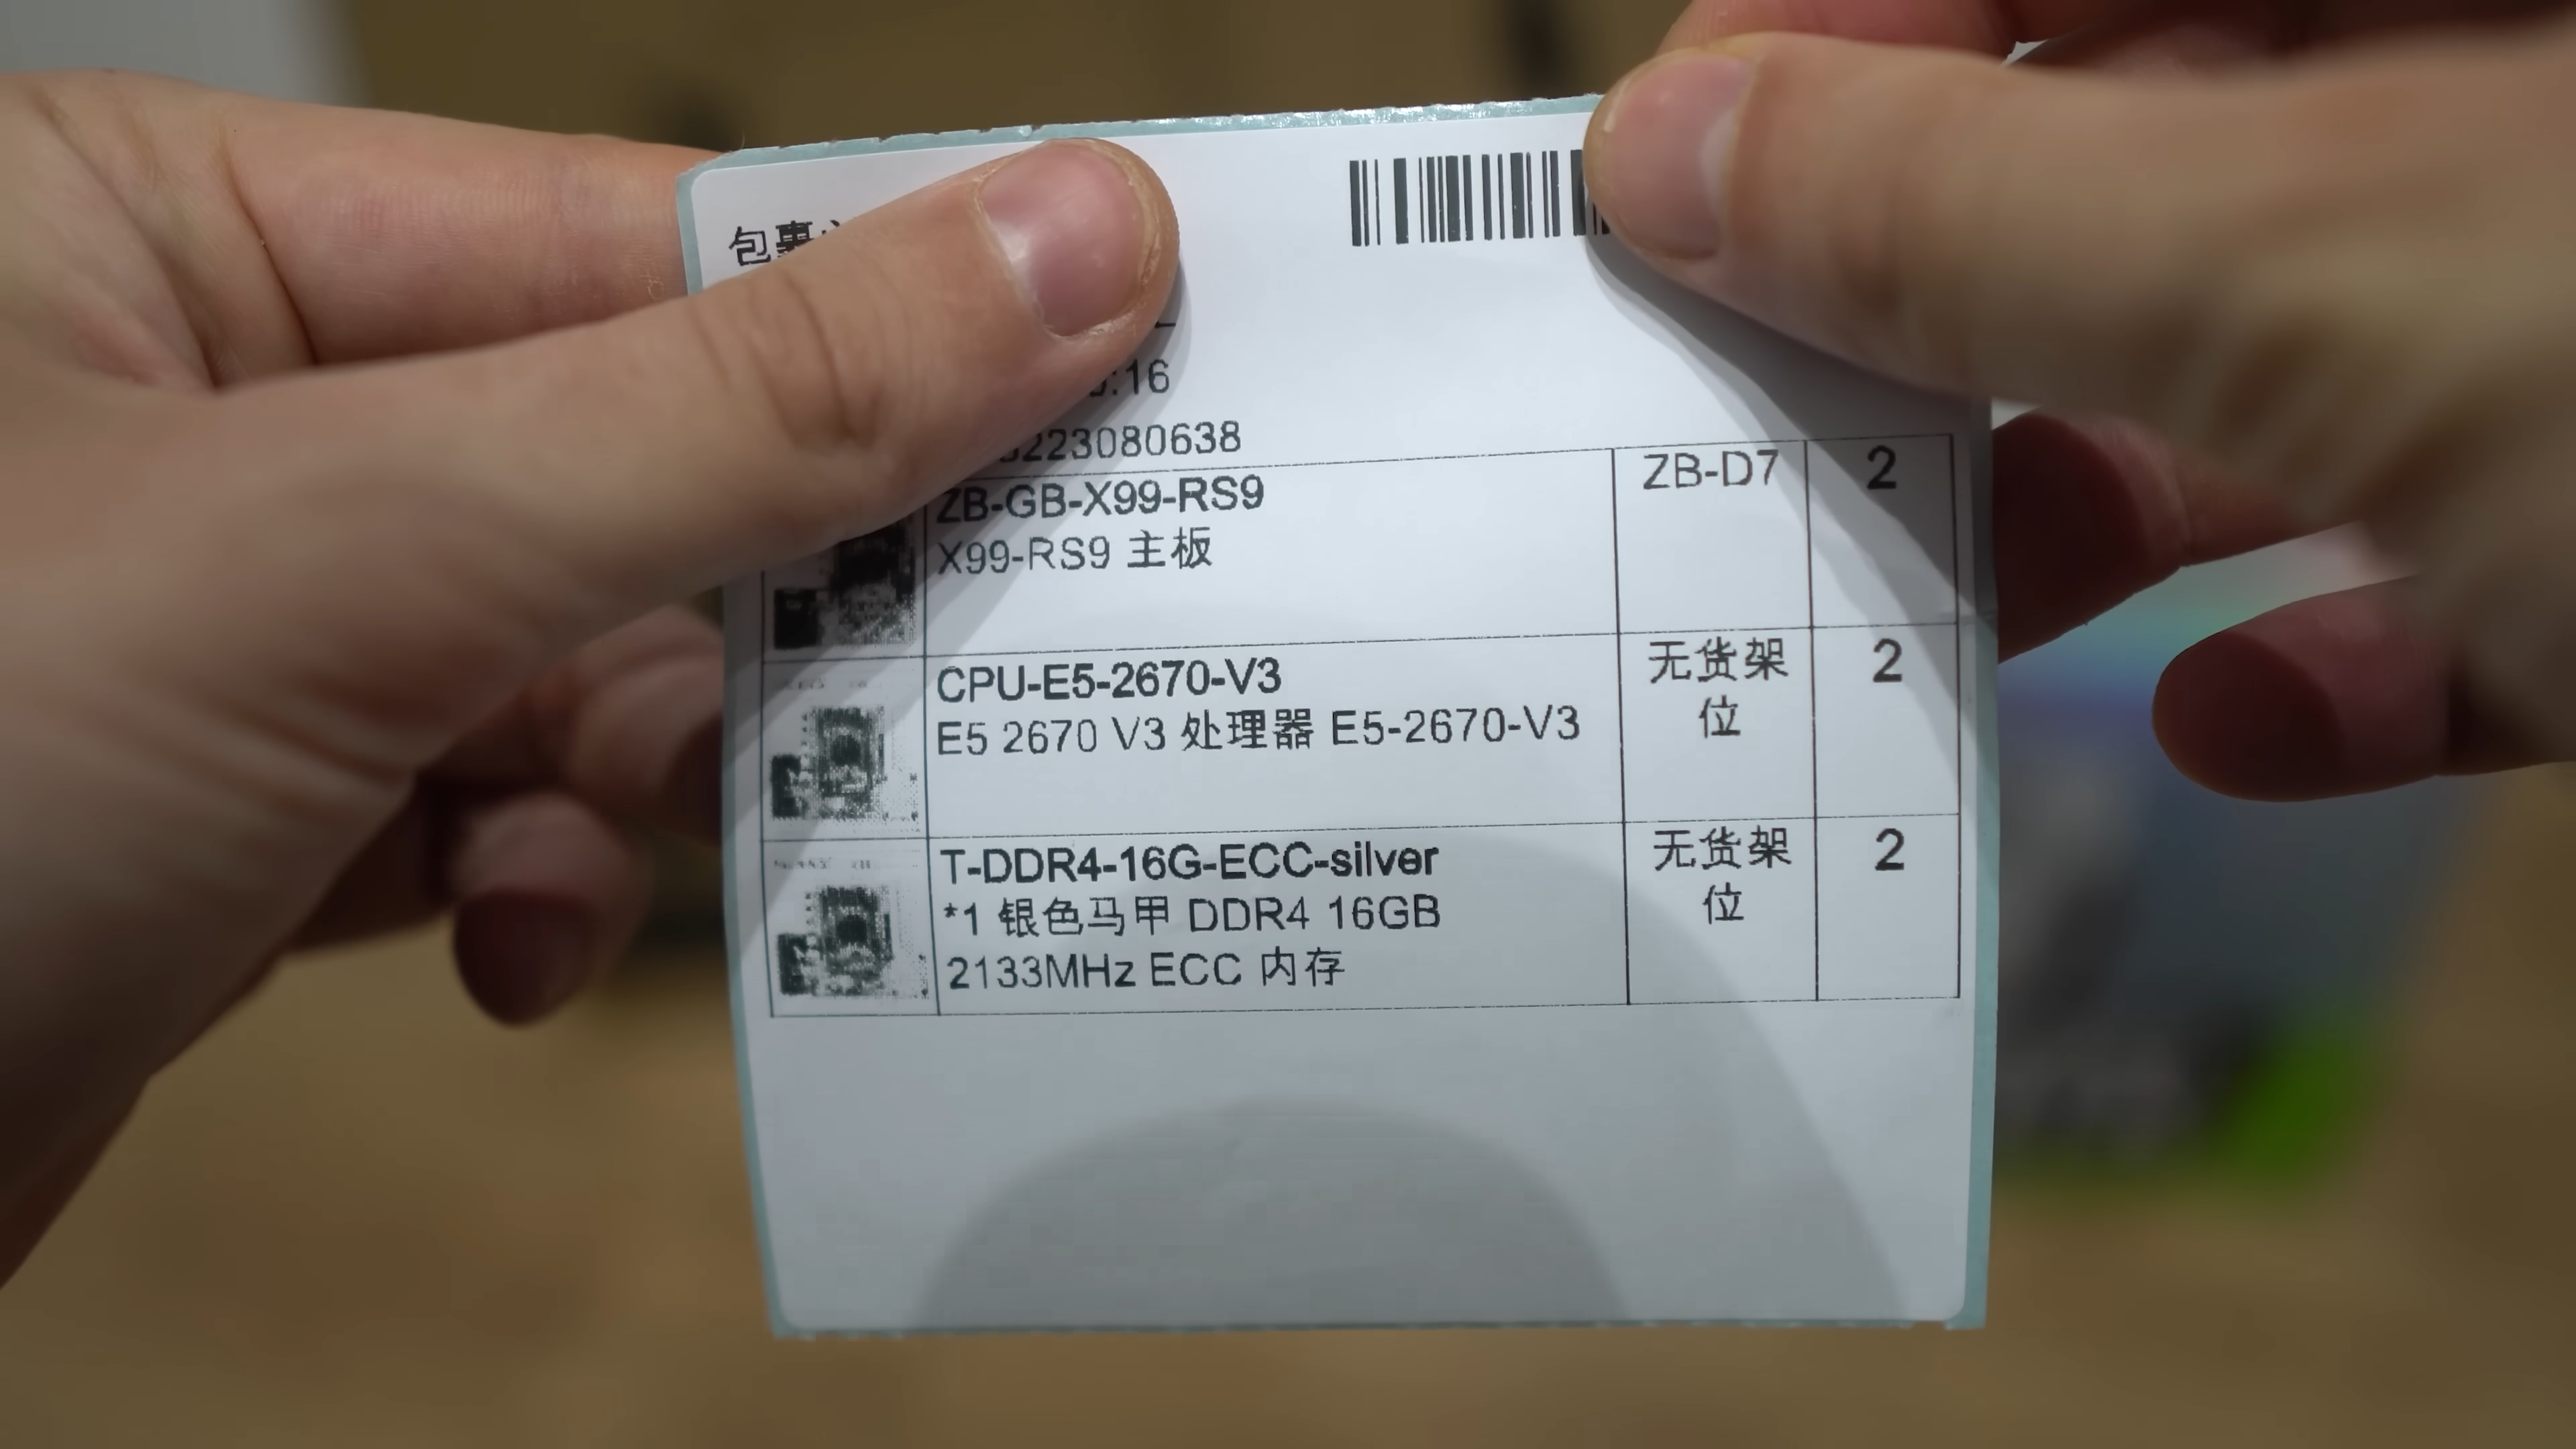 包裹
:16
223080638
ZB-GB-X99-RS9
X99-RS9 主板
ZB-D7
2
CPU-E5-2670-V3
E5 2670 V3 处理器 E5-2670-V3
无货架
位
2
T-DDR4-16G-ECC-silver
*1 银色马甲 DDR4 16GB
2133MHz ECC 内存
无货架
位
2